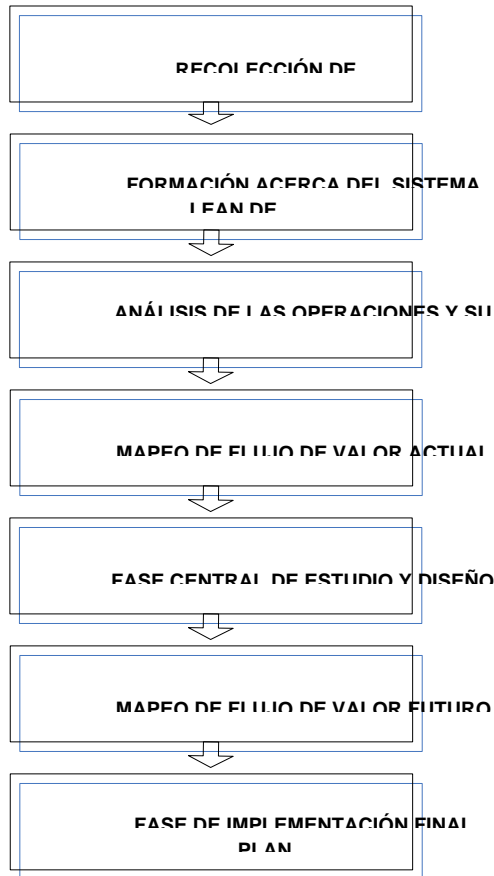 RECOLECCIÓN DE
FORMACIÓN ACERCA DEL SISTEMA
LEAN DE
ANÁLISIS DE LAS OPERACIONES Y SU
MAPEO DE FLUJO DE VALOR ACTUAL
FASE CENTRAL DE ESTUDIO Y DISEÑO
MAPEO DE FLUJO DE VALOR FUTURO
FASE DE IMPLEMENTACIÓN FINAL
PLAN